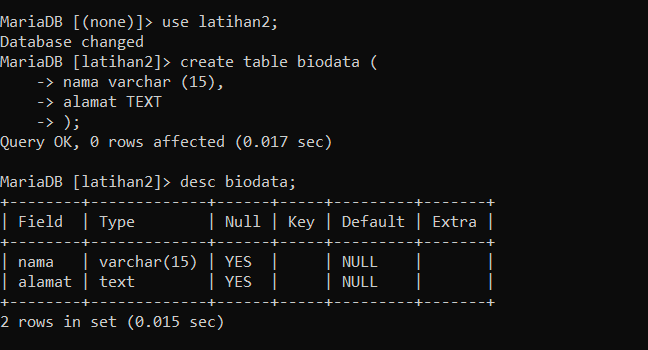 MariaDB [(none)]> use latihan2;
Database changed
MariaDB [latihan2]> create table biodata (
    -> nama varchar (15),
    -> alamat TEXT
    -> );
Query OK, 0 rows affected (0.017 sec)

MariaDB [latihan2]> desc biodata;
+--------+-------------+------+-----+---------+-------+
| Field  | Type        | Null | Key | Default | Extra |
+--------+-------------+------+-----+---------+-------+
| nama   | varchar(15) | YES  |     | NULL    |       |
| alamat | text        | YES  |     | NULL    |       |
+--------+-------------+------+-----+---------+-------+
2 rows in set (0.015 sec)